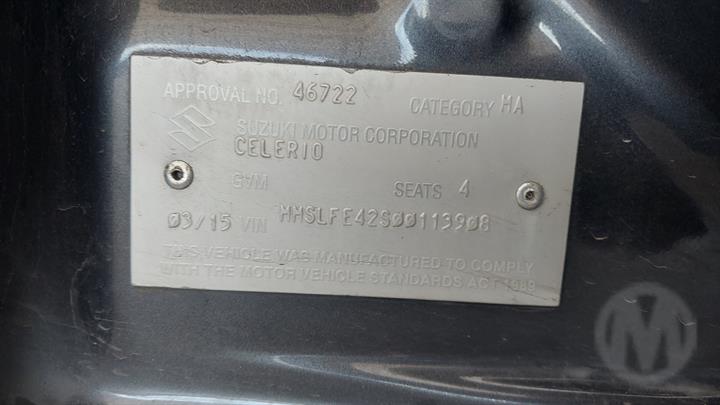 APPROVAL NO. 46722 CATEGORY MA
SUZUKI MOTOR CORPORATION
CELERIO
GVM SEATS 4
03/15 VIN MMSLFE42S00113908
THIS VEHICLE WAS MANUFACTURED TO COMPLY
WITH THE MOTOR VEHICLE STANDARDS ACT 1989
M